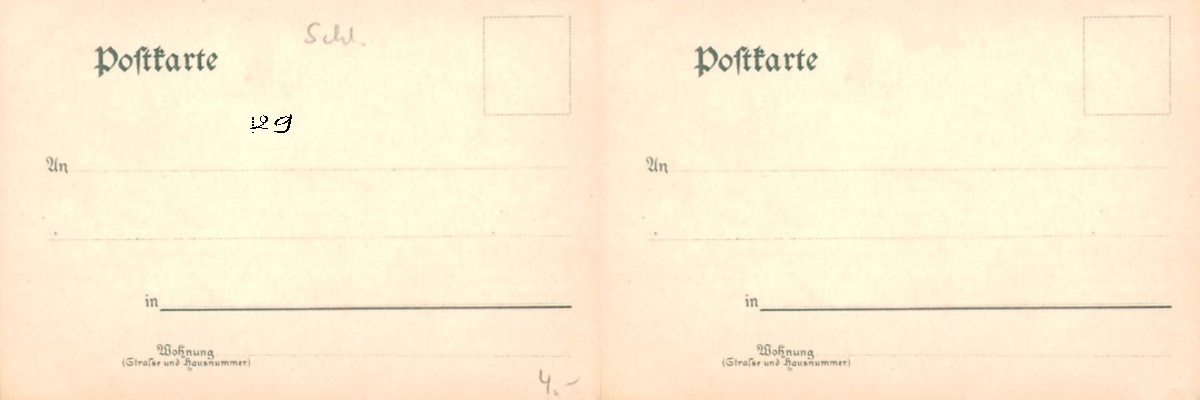 Schl.
Postkarte
129
An
in
Wohnung
(Straße und Hausnummer)
4.-
Postkarte
An
in
Wohnung
(Straße und Hausnummer)